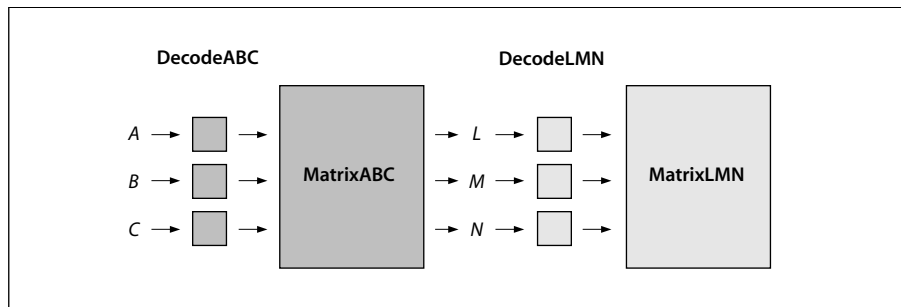 DecodeABC DecodeLMN
A L
B MatrixABC M MatrixLMN
C N